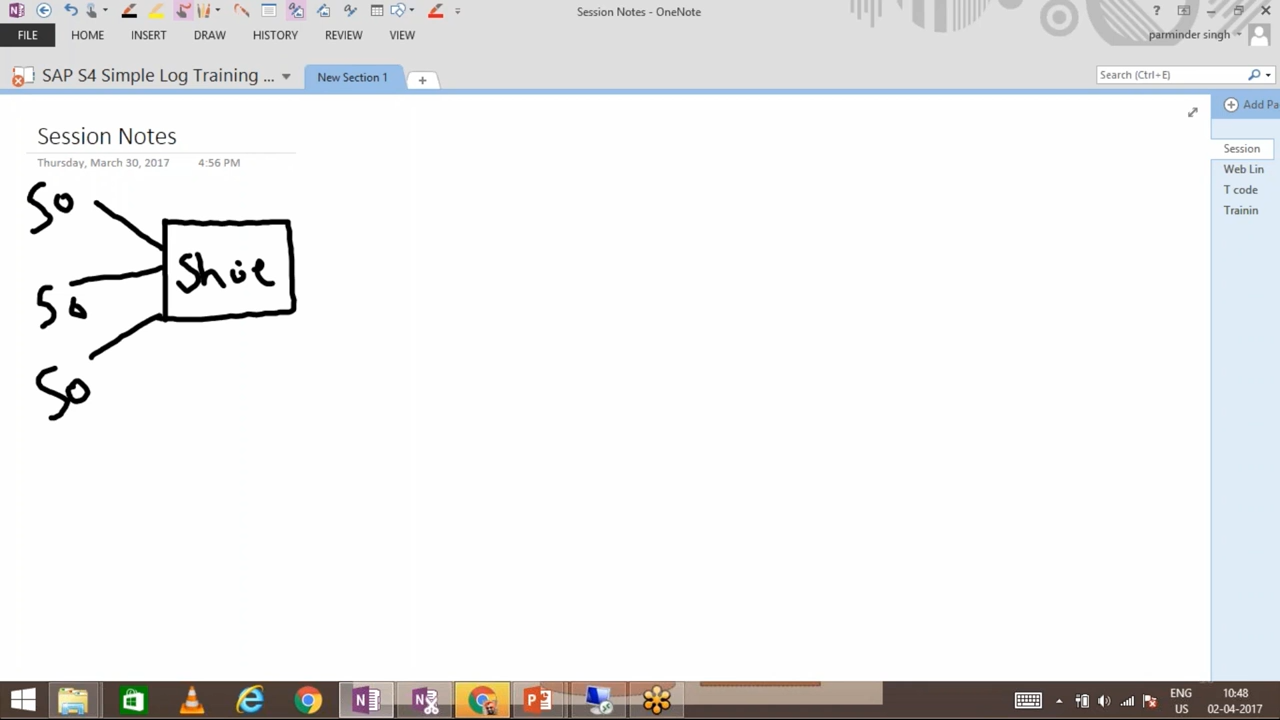 Session Notes - OneNote
?
FILE HOME INSERT DRAW HISTORY REVIEW VIEW
parminder singh
SAP S4 Simple Log Training ...
New Section 1
Search (Ctrl+E)
Session Notes
Add Pa
Thursday, March 30, 2017 4:56 PM
Session
Web Lin
T code
Trainin
SO
SO
SO
ENG
US
10:48
02-04-2017